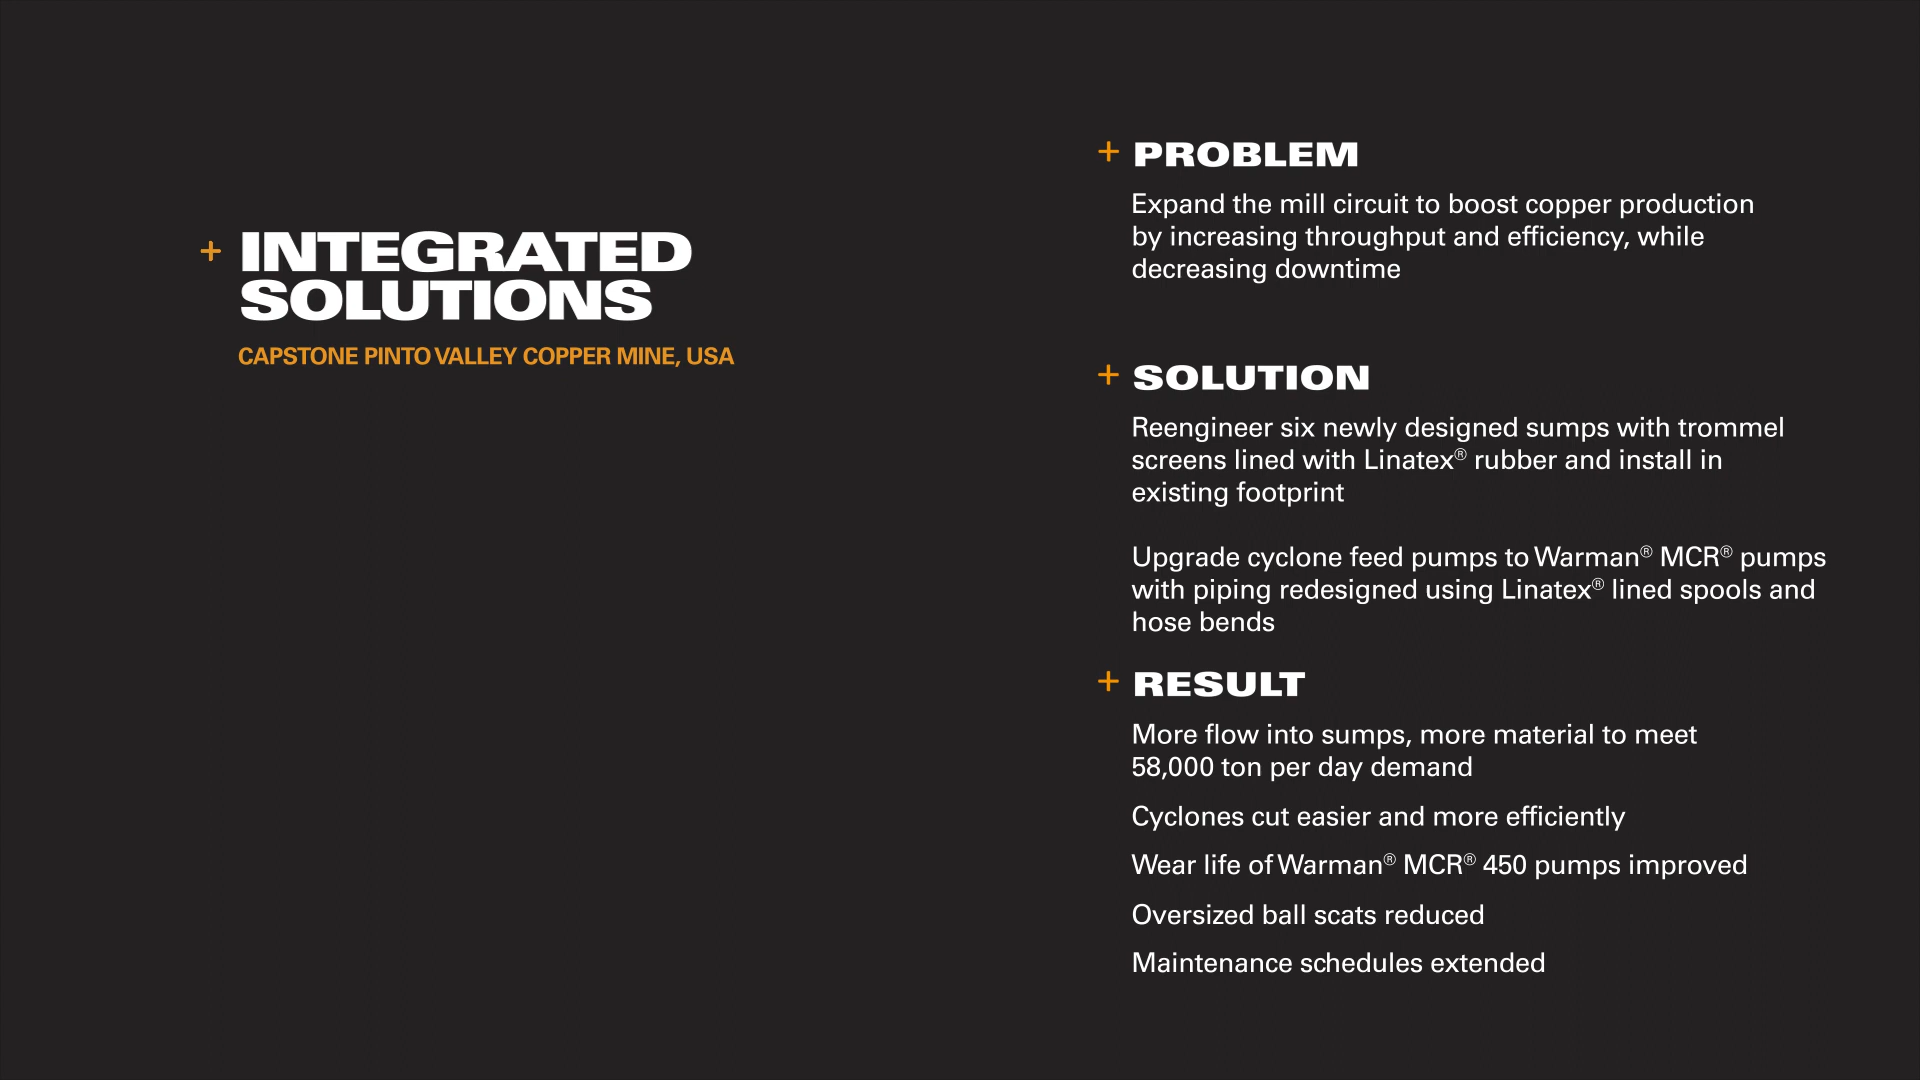 + INTEGRATED
SOLUTIONS
CAPSTONE PINTO VALLEY COPPER MINE, USA
+ PROBLEM
Expand the mill circuit to boost copper production
by increasing throughput and efficiency, while
decreasing downtime
+ SOLUTION
Reengineer six newly designed sumps with trommel
screens lined with Linatex® rubber and install in
existing footprint
Upgrade cyclone feed pumps to Warman® MCR® pumps
with piping redesigned using Linatex® lined spools and
hose bends
+ RESULT
More flow into sumps, more material to meet
58,000 ton per day demand
Cyclones cut easier and more efficiently
Wear life of Warman® MCR® 450 pumps improved
Oversized ball scats reduced
Maintenance schedules extended